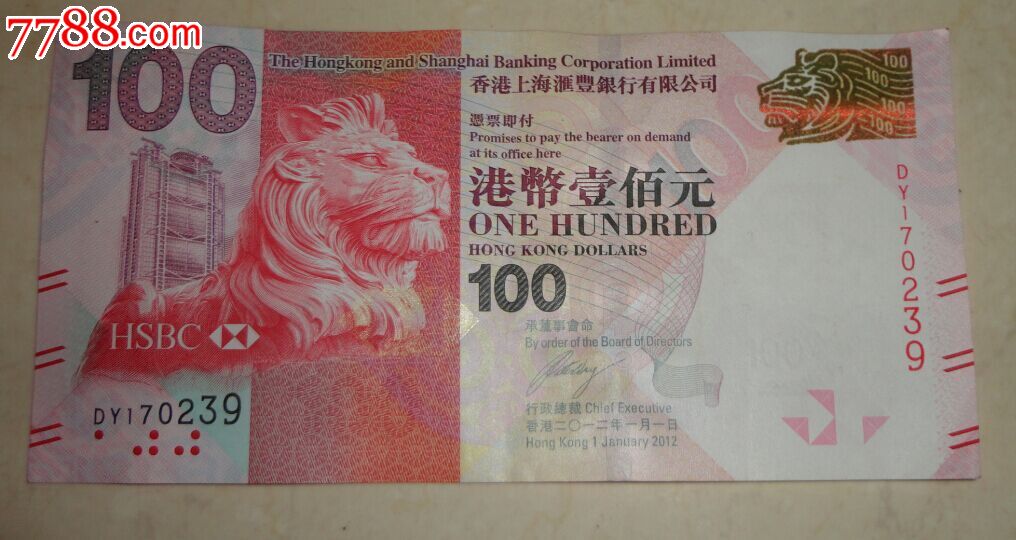 7788.com
100
The Hongkong and Shanghai Banking Corporation Limited
香港上海滙豐銀行有限公司
憑票即付
Promises to pay the bearer on demand
at its office here
港幣壹佰元
ONE HUNDRED
HONG KONG DOLLARS
100
承董事會命
By order of the Board of Directors
行政總裁 Chief Executive
香港二〇一二年一月一日
Hong Kong 1 January 2012
HSBC
DY170239
100
100
100
100
DY170239
100